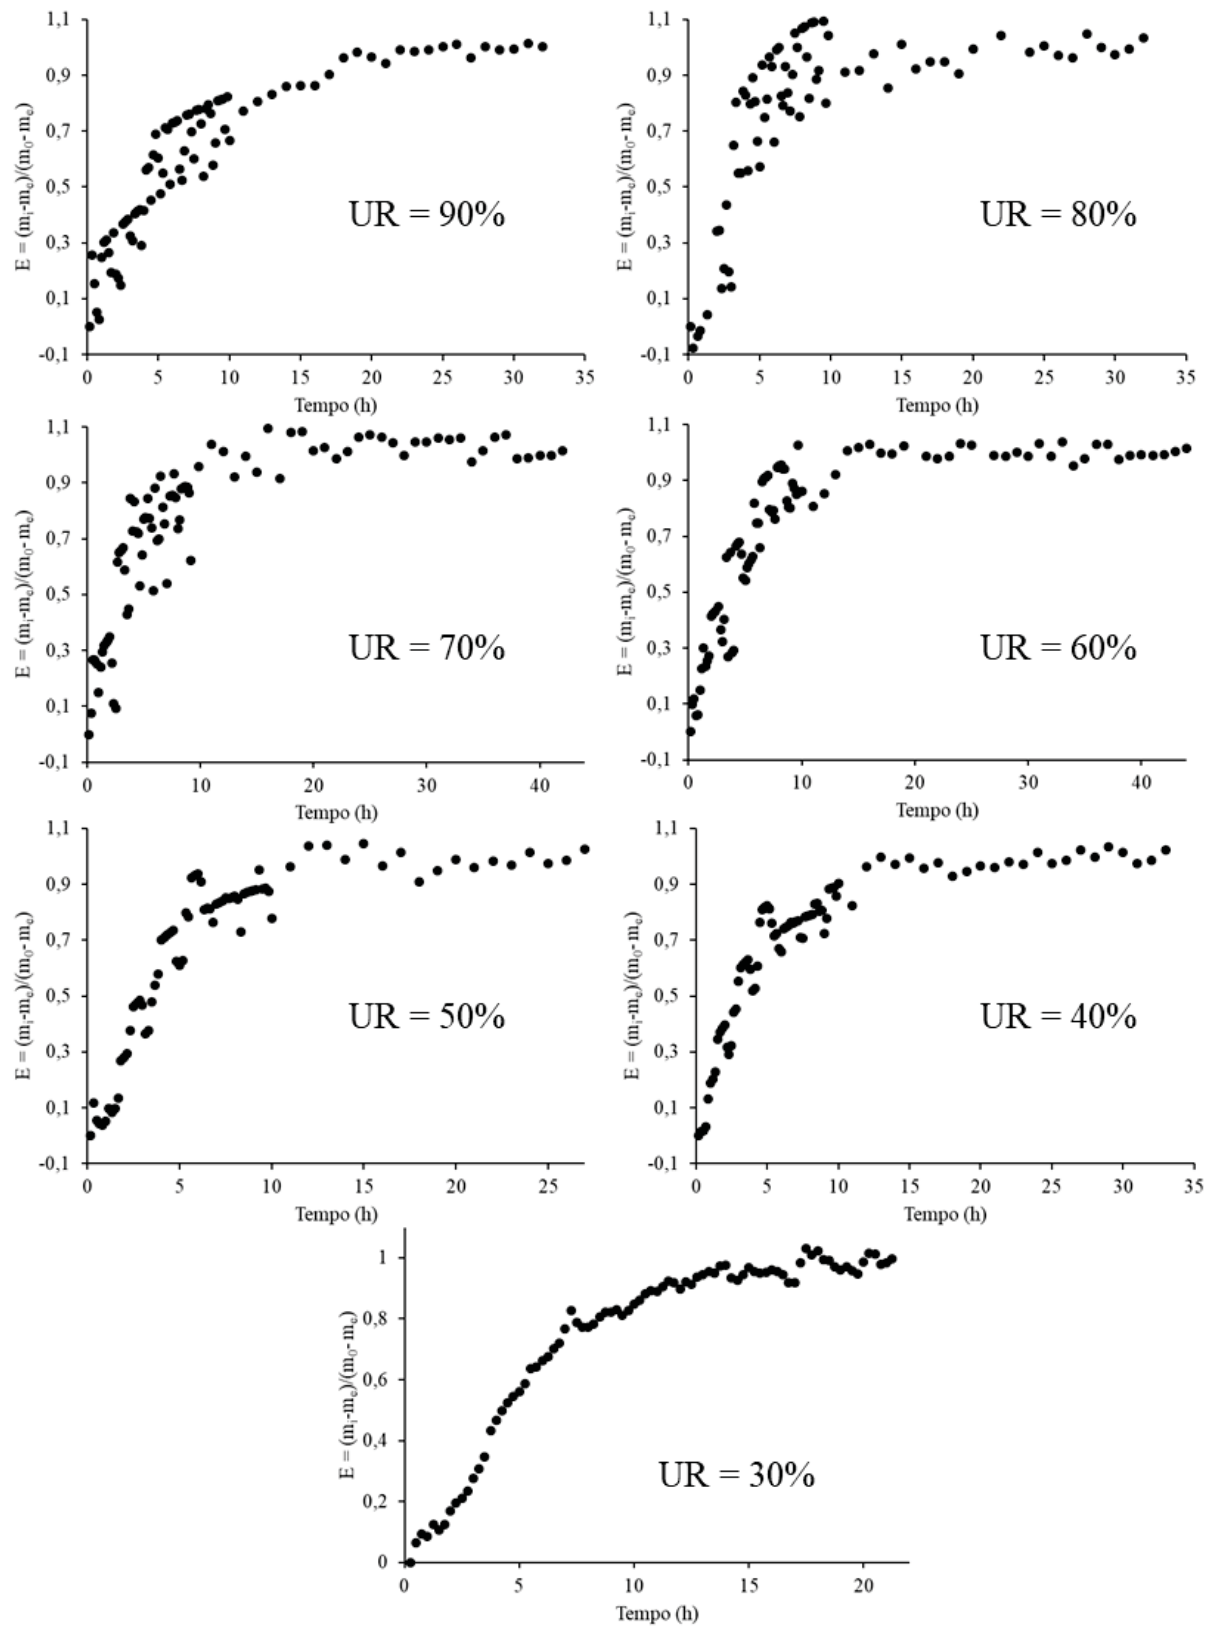 1,1
0,9
0,7
0,5
0,3
0,1
-0,1
E = (mᵢ-mₑ)/(m₀- mₑ)
UR = 90%
0 5 10 15 20 25 30 35
Tempo (h)
1,1
0,9
0,7
0,5
0,3
0,1
-0,1
E = (mᵢ-mₑ)/(m₀- mₑ)
UR = 80%
0 5 10 15 20 25 30 35
Tempo (h)
1,1
0,9
0,7
0,5
0,3
0,1
-0,1
E = (mᵢ-mₑ)/(m₀- mₑ)
UR = 70%
0 10 20 30 40
Tempo (h)
1,1
0,9
0,7
0,5
0,3
0,1
-0,1
E = (mᵢ-mₑ)/(m₀- mₑ)
UR = 60%
0 10 20 30 40
Tempo (h)
1,1
0,9
0,7
0,5
0,3
0,1
-0,1
E = (mᵢ-mₑ)/(m₀- mₑ)
UR = 50%
0 5 10 15 20 25
Tempo (h)
1,1
0,9
0,7
0,5
0,3
0,1
-0,1
E = (mᵢ-mₑ)/(m₀- mₑ)
UR = 40%
0 5 10 15 20 25 30 35
Tempo (h)
1
0,8
0,6
0,4
0,2
0
E = (mᵢ-mₑ)/(m₀- mₑ)
UR = 30%
0 5 10 15 20
Tempo (h)